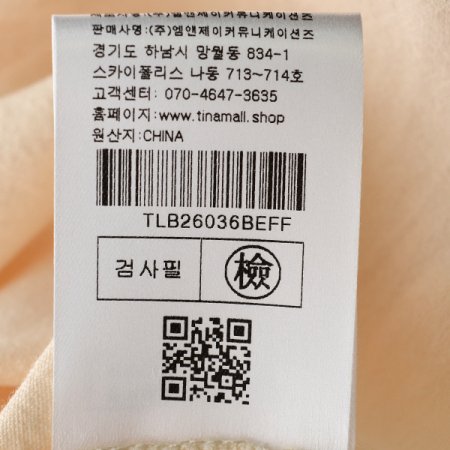 판매사명:(주)엠앤제이커뮤니케이션즈
경기도 하남시 망월동 834-1
스카이폴리스 나동 713~714호
고객센터: 070-4647-3635
홈페이지:www.tinamall.shop
원산지:CHINA
TLB26036BEFF
검사필 檢